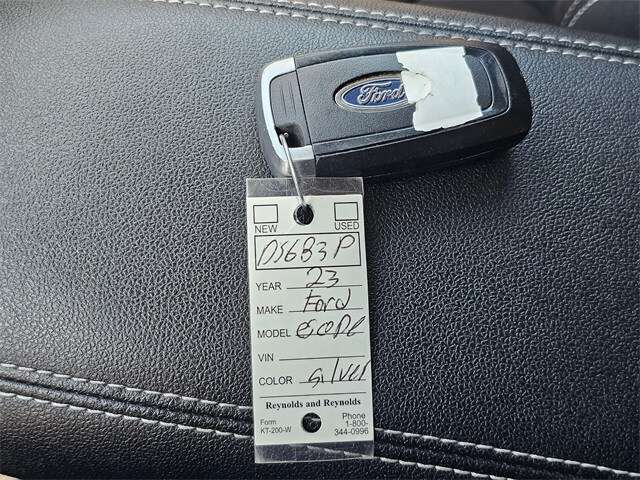 Ford
NEW USED
DS6B3P
YEAR 23
MAKE Ford
MODEL escape
VIN
COLOR silver
Reynolds and Reynolds
Form Phone
KT-200-W 1-800-
344-0996